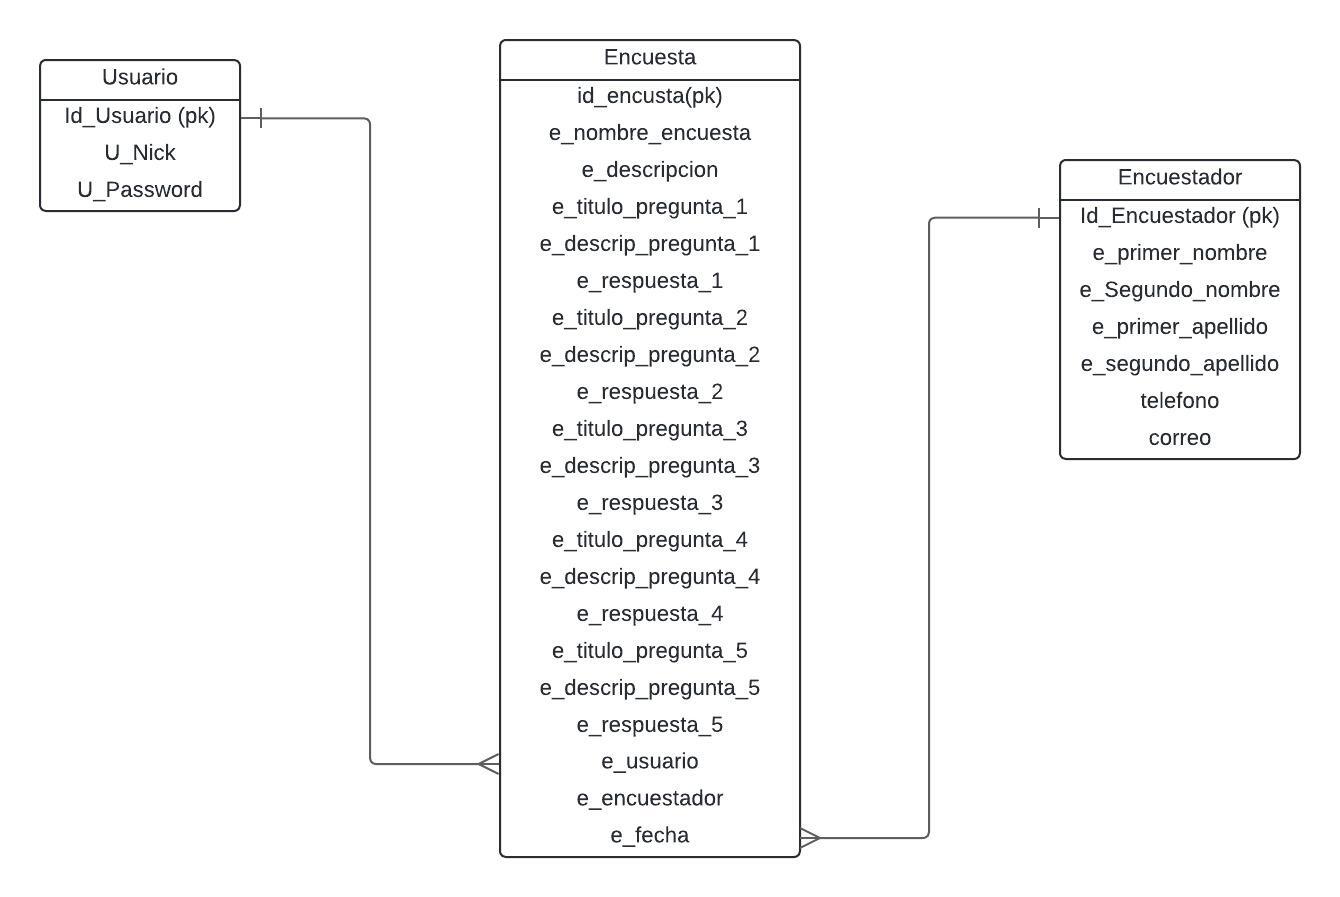 Usuario
Id_Usuario (pk)
U_Nick
U_Password
Encuesta
id_encusta(pk)
e_nombre_encuesta
e_descripcion
e_titulo_pregunta_1
e_descrip_pregunta_1
e_respuesta_1
e_titulo_pregunta_2
e_descrip_pregunta_2
e_respuesta_2
e_titulo_pregunta_3
e_descrip_pregunta_3
e_respuesta_3
e_titulo_pregunta_4
e_descrip_pregunta_4
e_respuesta_4
e_titulo_pregunta_5
e_descrip_pregunta_5
e_respuesta_5
e_usuario
e_encuestador
e_fecha
Encuestador
Id_Encuestador (pk)
e_primer_nombre
e_Segundo_nombre
e_primer_apellido
e_segundo_apellido
telefono
correo